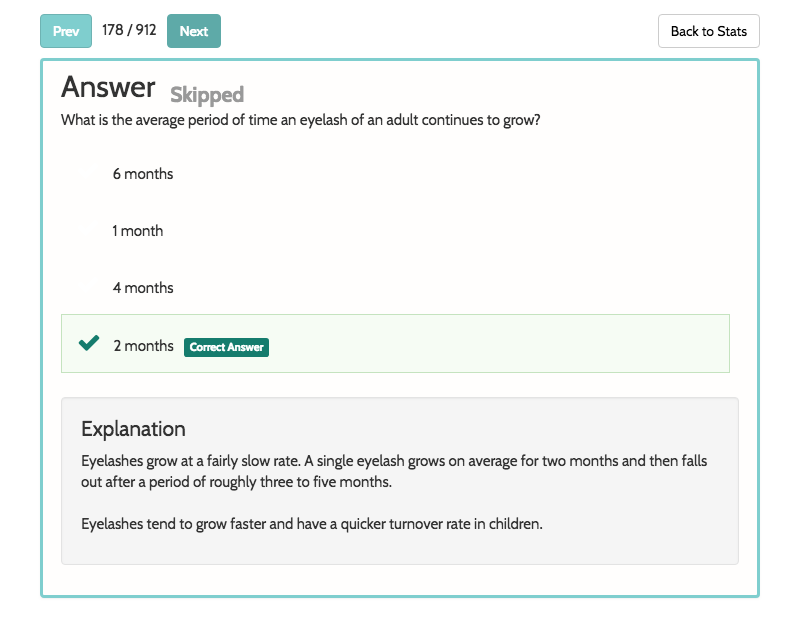 Prev 178 / 912 Next Back to Stats
Answer Skipped
What is the average period of time an eyelash of an adult continues to grow?
6 months
1 month
4 months
2 months Correct Answer
Explanation
Eyelashes grow at a fairly slow rate. A single eyelash grows on average for two months and then falls
out after a period of roughly three to five months.
Eyelashes tend to grow faster and have a quicker turnover rate in children.